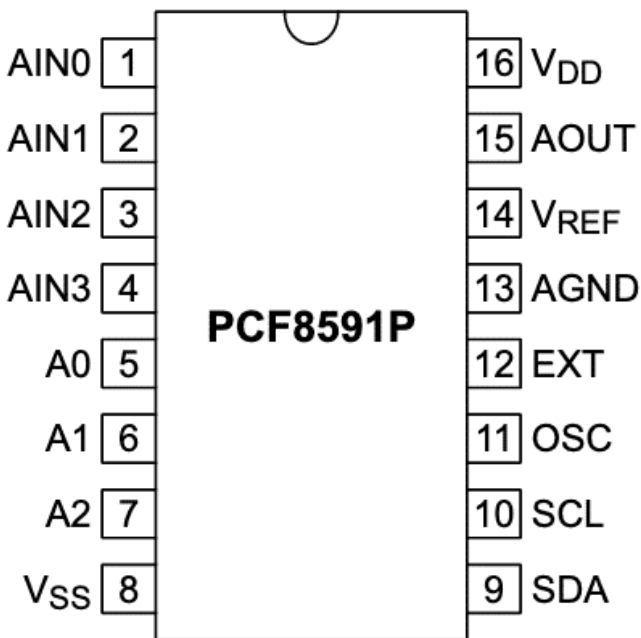 AIN0 1
AIN1 2
AIN2 3
AIN3 4
A0 5
A1 6
A2 7
VSS 8
PCF8591P
16 VDD
15 AOUT
14 VREF
13 AGND
12 EXT
11 OSC
10 SCL
9 SDA